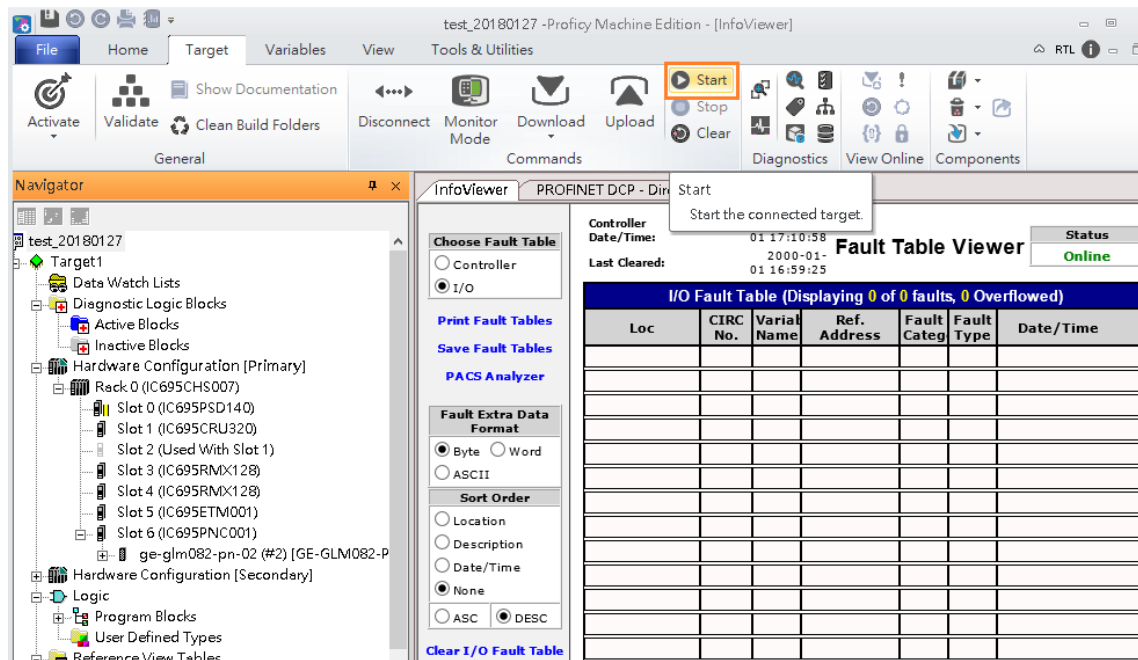 test_20180127 -Proficy Machine Edition - [InfoViewer]
File Home Target Variables View Tools & Utilities RTL
Activate
Validate
Show Documentation
Clean Build Folders
General
Disconnect
Monitor Mode
Download
Upload
Start
Stop
Clear
Commands
Diagnostics
View Online
Components
Navigator
test_20180127
Target1
Data Watch Lists
Diagnostic Logic Blocks
Active Blocks
Inactive Blocks
Hardware Configuration [Primary]
Rack 0 (IC695CHS007)
Slot 0 (IC695PSD140)
Slot 1 (IC695CRU320)
Slot 2 (Used With Slot 1)
Slot 3 (IC695RMX128)
Slot 4 (IC695RMX128)
Slot 5 (IC695ETM001)
Slot 6 (IC695PNC001)
ge-glm082-pn-02 (#2) [GE-GLM082-P
Hardware Configuration [Secondary]
Logic
Program Blocks
User Defined Types
Reference View Tables
InfoViewer
PROFINET DCP - Dir
Start
Start the connected target.
Choose Fault Table
Controller
I/O
Print Fault Tables
Save Fault Tables
PACS Analyzer
Fault Extra Data
Format
Byte Word
ASCII
Sort Order
Location
Description
Date/Time
None
ASC DESC
Clear I/O Fault Table
Controller
Date/Time:
01 17:10:58
Last Cleared:
2000-01-
01 16:59:25
Fault Table Viewer
Status
Online
I/O Fault Table (Displaying 0 of 0 faults, 0 Overflowed)
Loc
CIRC No.
Variab Name
Ref. Address
Fault Categ
Fault Type
Date/Time